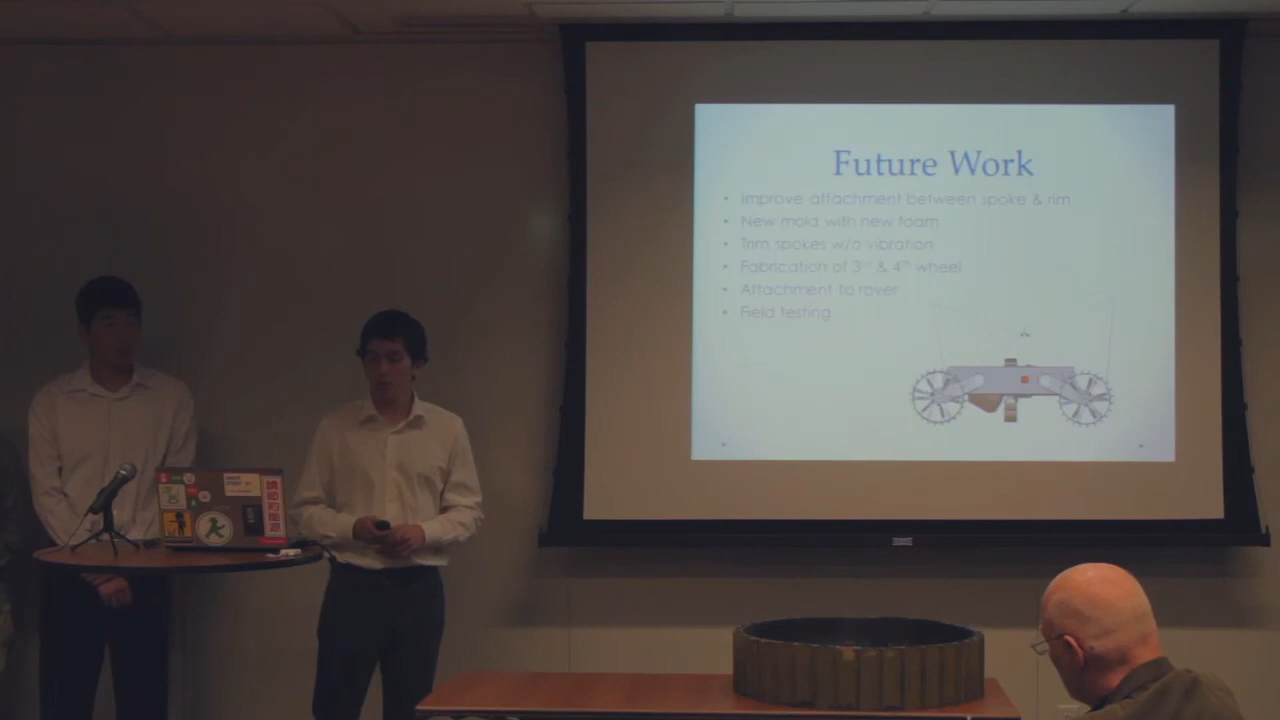 Future Work
• Improve attachment between spoke & rim
• New mold with new foam
• Trim spokes w/o vibration
• Fabrication of 3rd & 4th wheel
• Attachment to rover
• Field testing